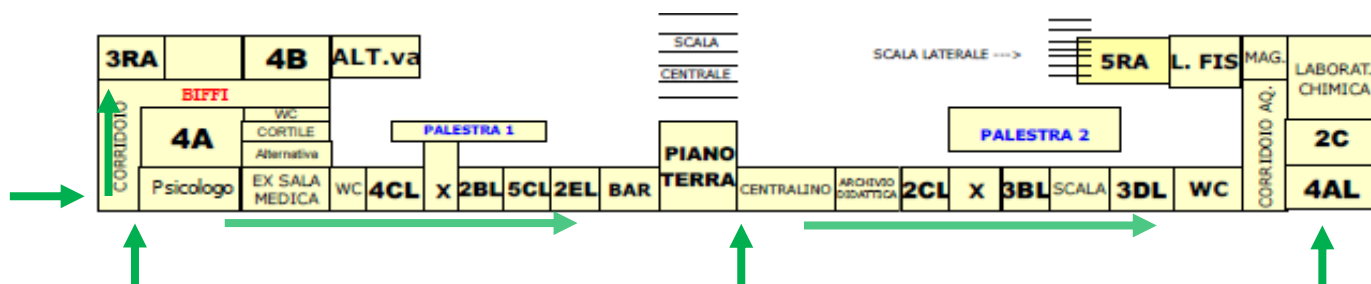 SCALA
CENTRALE
SCALA LATERALE --->
3RA
4B
ALT.va
5RA
L. FIS
MAG.
LABORAT.
CHIMICA
BIFFI
CORRIDOIO
4A
WC
CORTILE
Alternativa
PALESTRA 1
PALESTRA 2
CORRIDOIO AQ.
2C
Psicologo
EX SALA
MEDICA
WC
4CL
X
2BL
5CL
2EL
BAR
PIANO
TERRA
CENTRALINO
ARCHIVIO
DIDATTICA
2CL
X
3BL
SCALA
3DL
WC
4AL